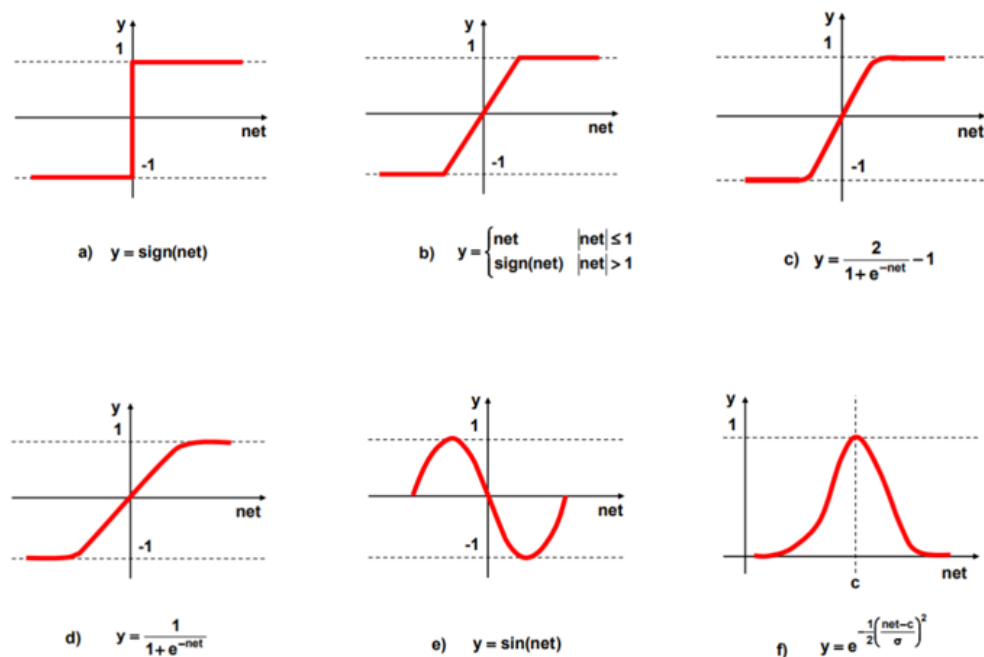 y
1
net
-1
a) y = sign(net)
y
1
net
-1
b) y = { net |net| ≤ 1
sign(net) |net| > 1
y
1
net
-1
c) y = 2 / (1 + e^(-net)) - 1
y
1
net
-1
d) y = 1 / (1 + e^(-net))
y
1
net
-1
e) y = sin(net)
y
1
c
net
f) y = e^(-1/2((net-c)/σ)^2)